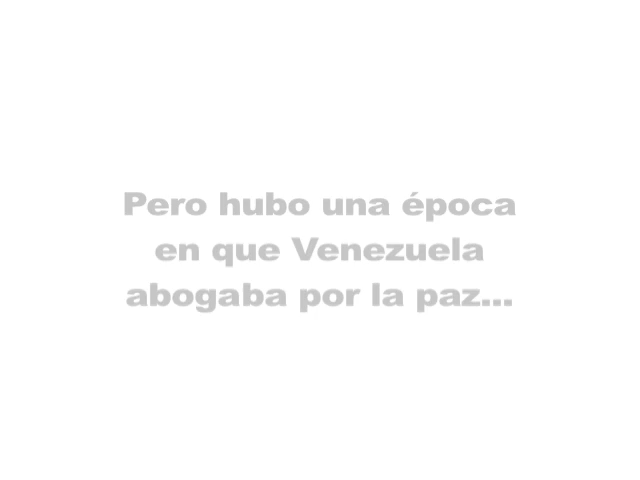 Pero hubo una época
en que Venezuela
abogaba por la paz...